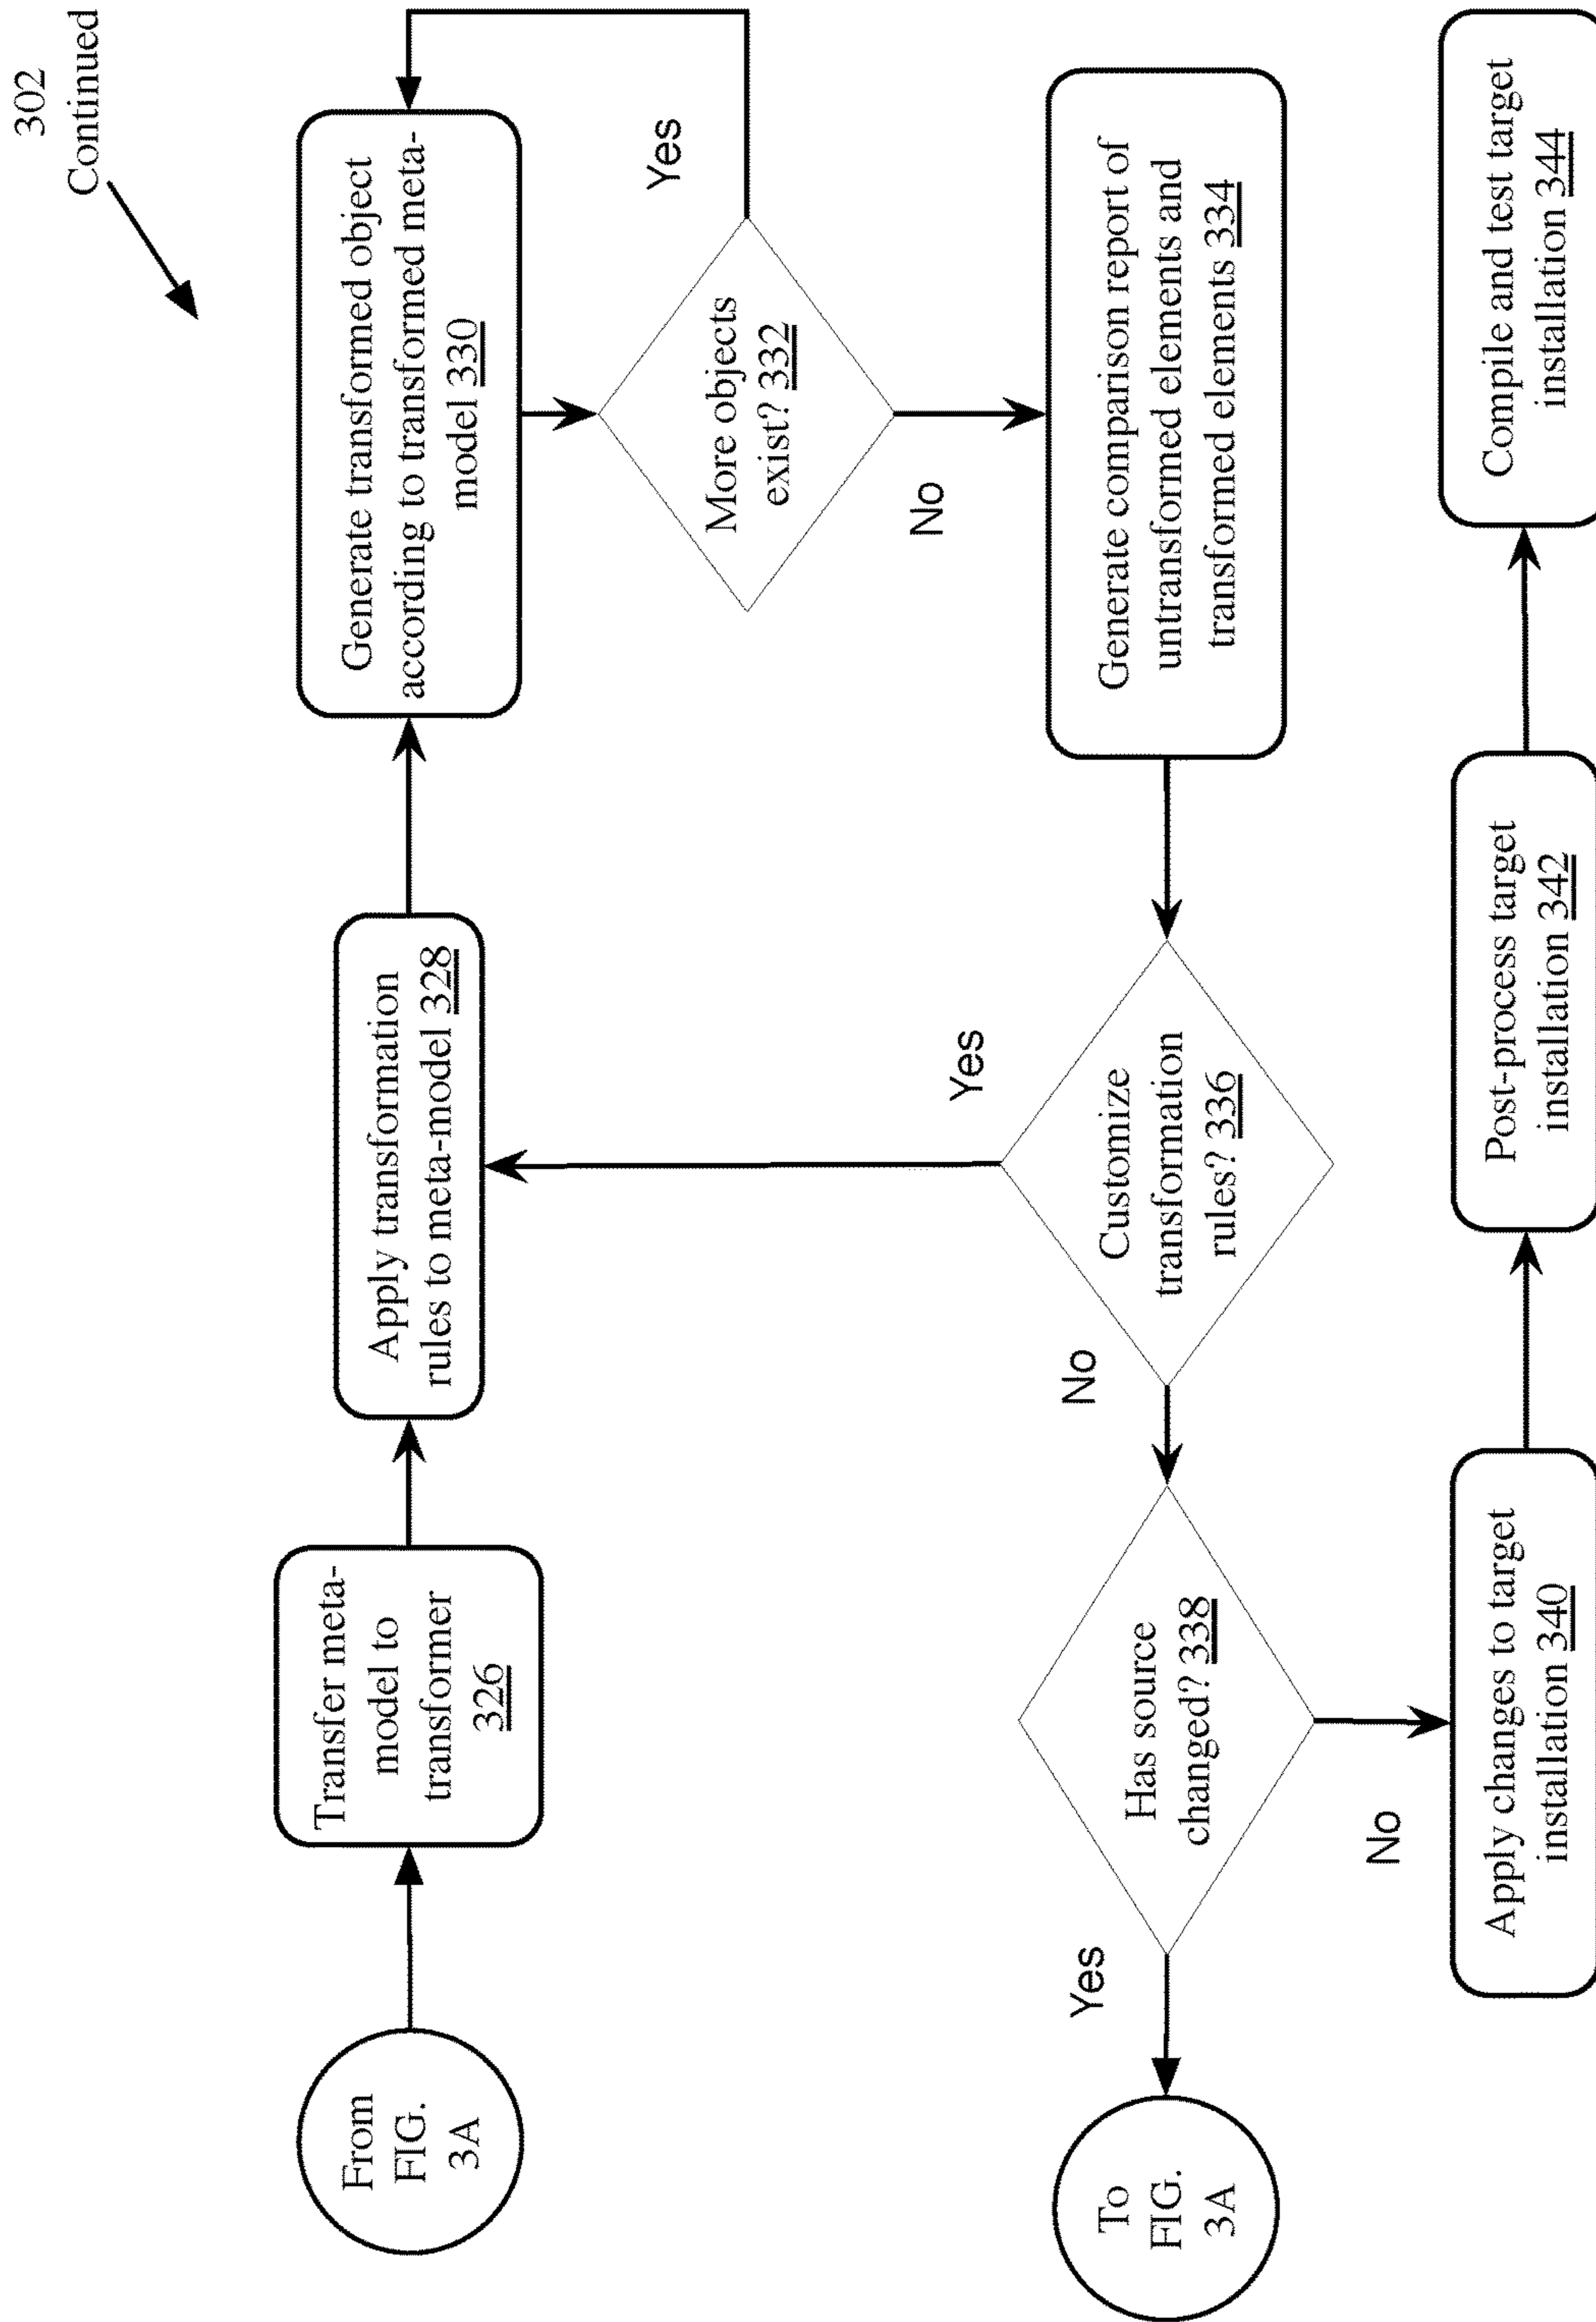 302
Continued
From
FIG.
3A
Transfer meta-
model to
transformer
326
Apply transformation
rules to meta-model 328
Generate transformed object
according to transformed meta-
model 330
Yes
More objects
exist? 332
No
Generate comparison report of
untransformed elements and
transformed elements 334
Yes
Customize
transformation
rules? 336
No
Has source
changed? 338
Yes
To
FIG.
3A
No
Apply changes to target
installation 340
Post-process target
installation 342
Compile and test target
installation 344